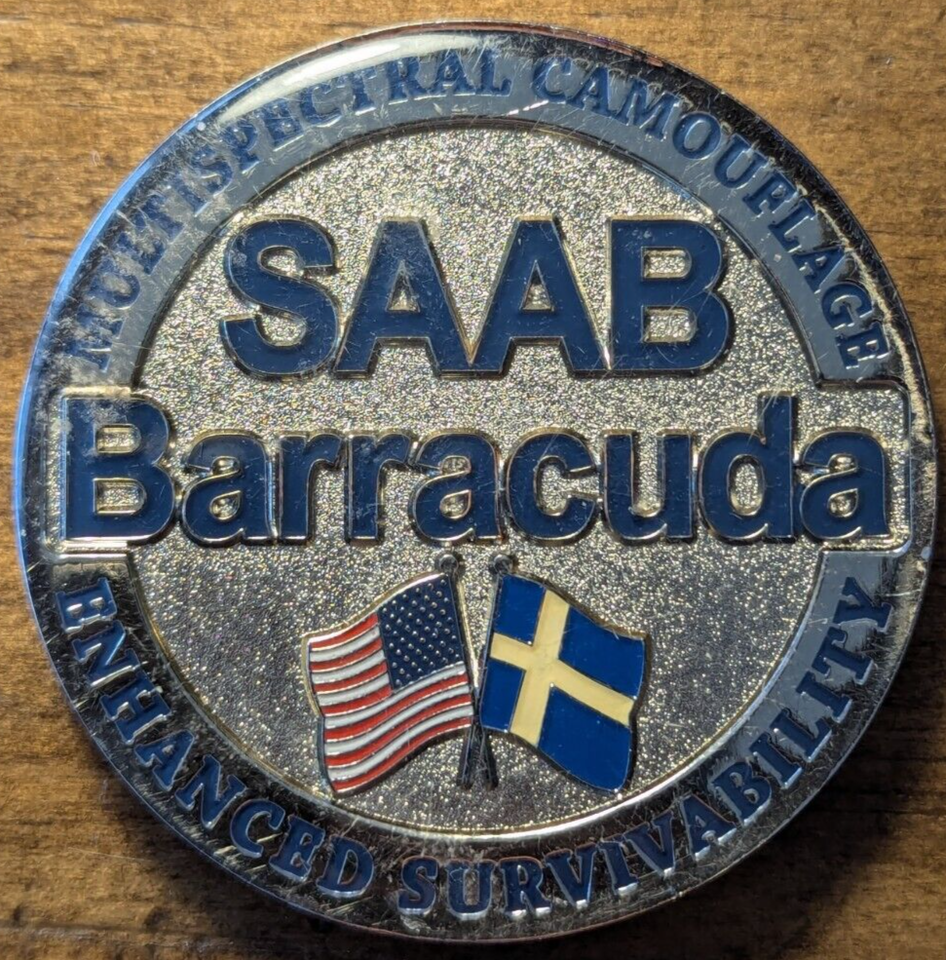 MULTISPECTRAL CAMOUFLAGE
SAAB
Barracuda
ENHANCED SURVIVABILITY